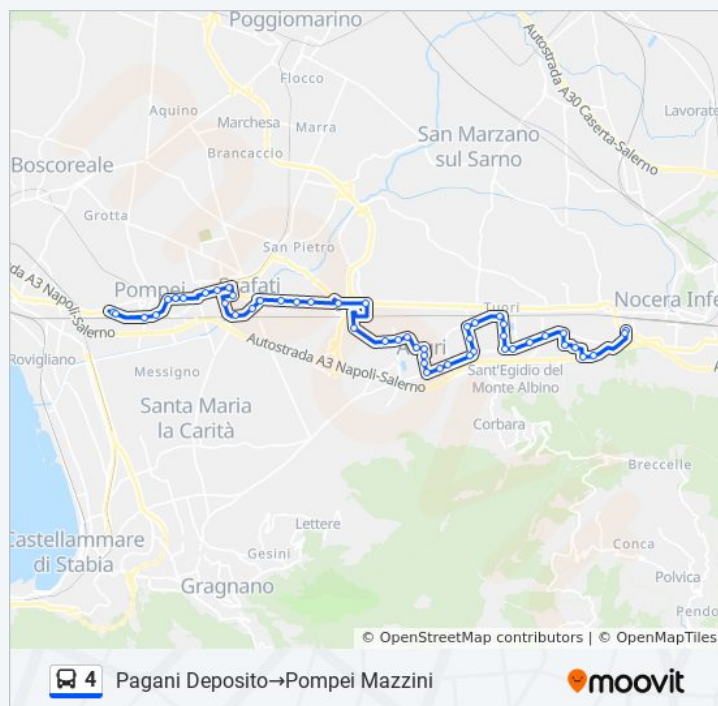 Poggiomarino
Flocco
Aquino
Marchesa
Marra
Brancaccio
San Marzano
sul Sarno
Lavorate
Autostrada A30 Caserta-Salerno
Boscoreale
Grotta
San Pietro
Pompei
Scafati
Tuori
Nocera Infe
ada A3 Napoli-Salerno
Rovigliano
Messigno
Autostrada A3 Napoli-Salerno
Angri
Sant'Egidio del
Monte Albino
A
Santa Maria
la Carità
Corbara
Breccelle
Castellammare
di Stabia
Lettere
Gesini
Gragnano
Conca
Polvica
Pendo
© OpenStreetMap contributors | © OpenMapTiles
4 Pagani Deposito→Pompei Mazzini
moovit